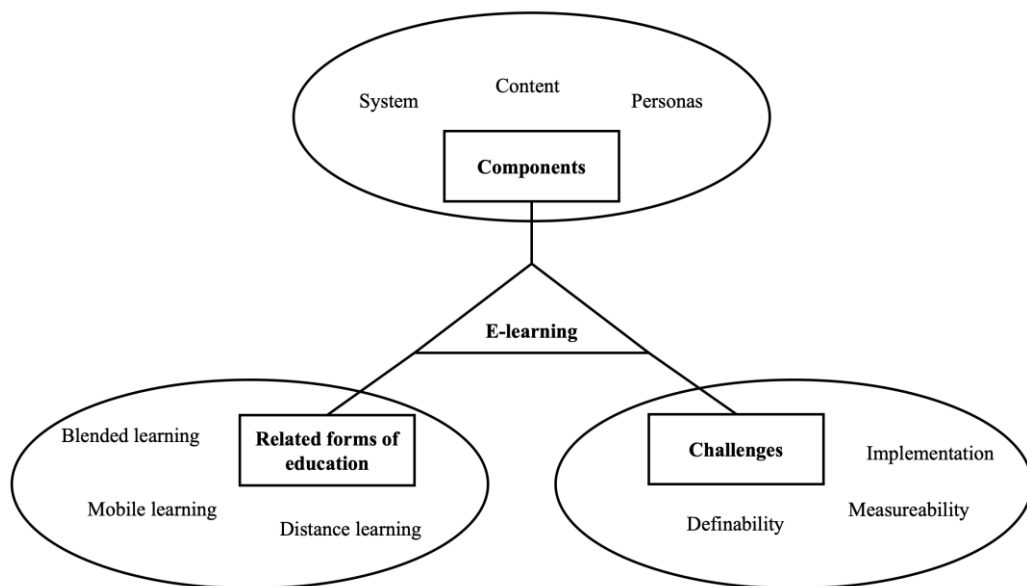 Content
System
Personas
Components
E-learning
Blended learning
Related forms of
education
Mobile learning
Distance learning
Challenges
Implementation
Measureability
Definability